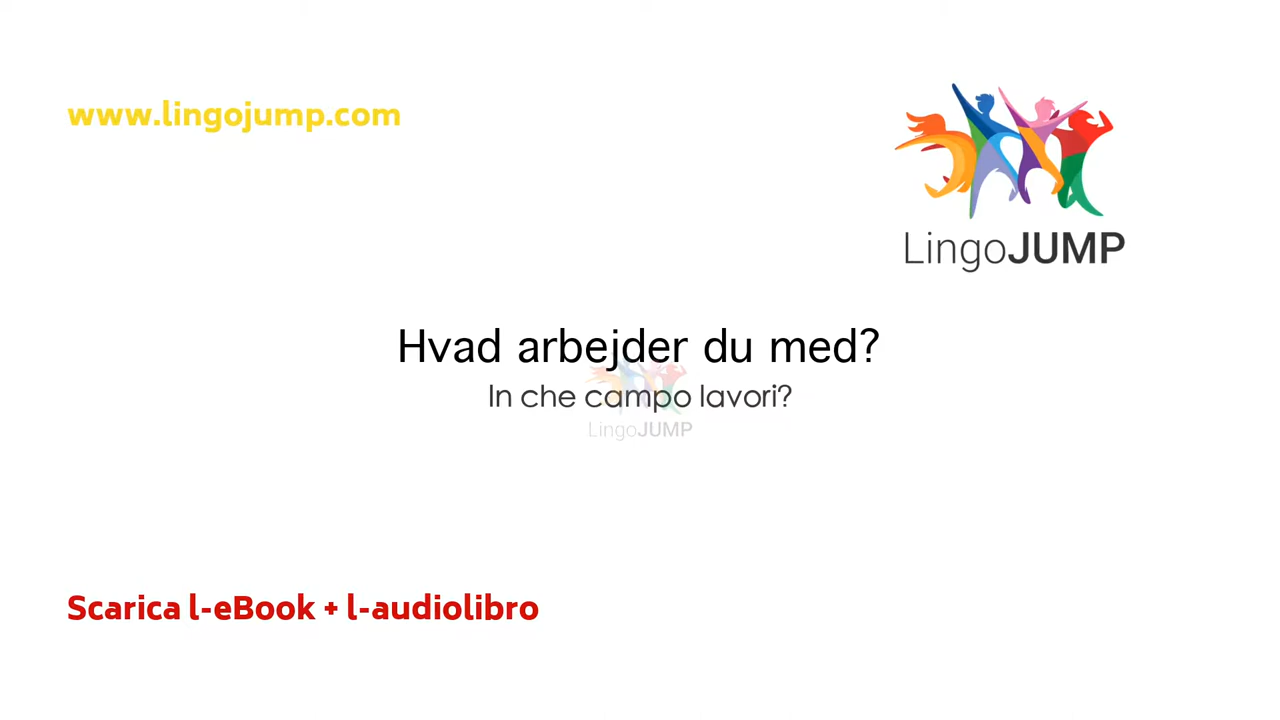 www.lingojump.com
LingoJUMP
Hvad arbejder du med?
In che campo lavori?
LingoJUMP
Scarica l-eBook + l-audiolibro